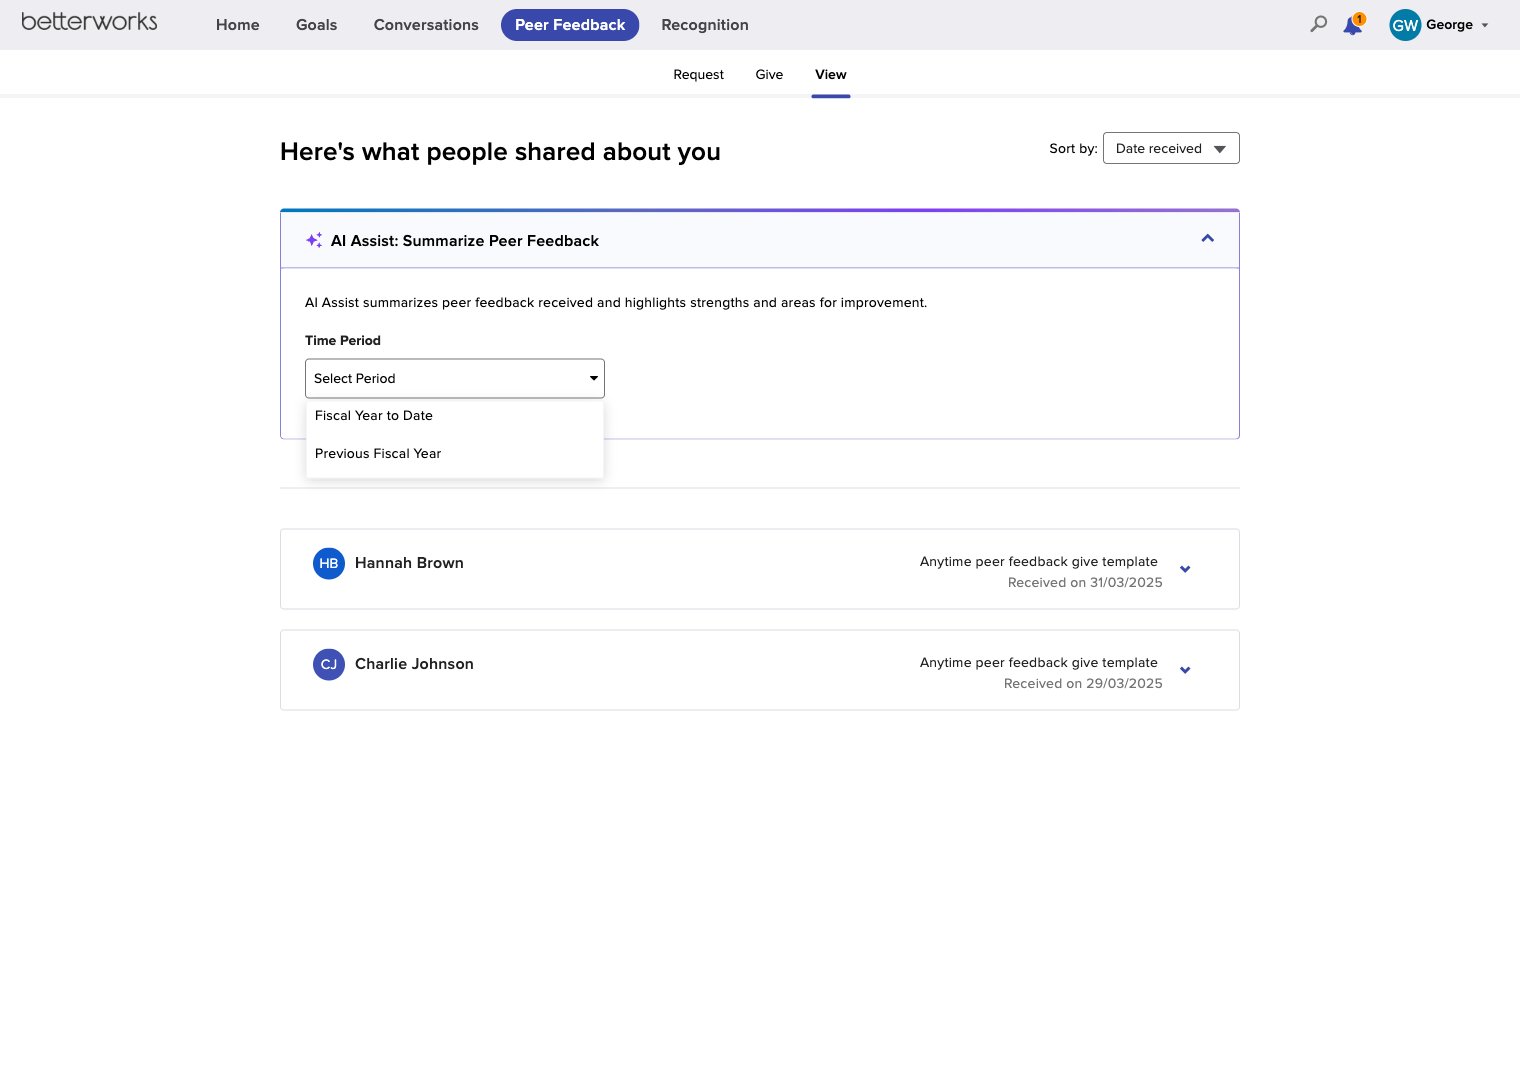 betterworks
Home Goals Conversations Peer Feedback Recognition
1
GW George
Request Give View
Here's what people shared about you
Sort by: Date received
AI Assist: Summarize Peer Feedback
AI Assist summarizes peer feedback received and highlights strengths and areas for improvement.
Time Period
Select Period
Fiscal Year to Date
Previous Fiscal Year
HB Hannah Brown
Anytime peer feedback give template
Received on 31/03/2025
CJ Charlie Johnson
Anytime peer feedback give template
Received on 29/03/2025